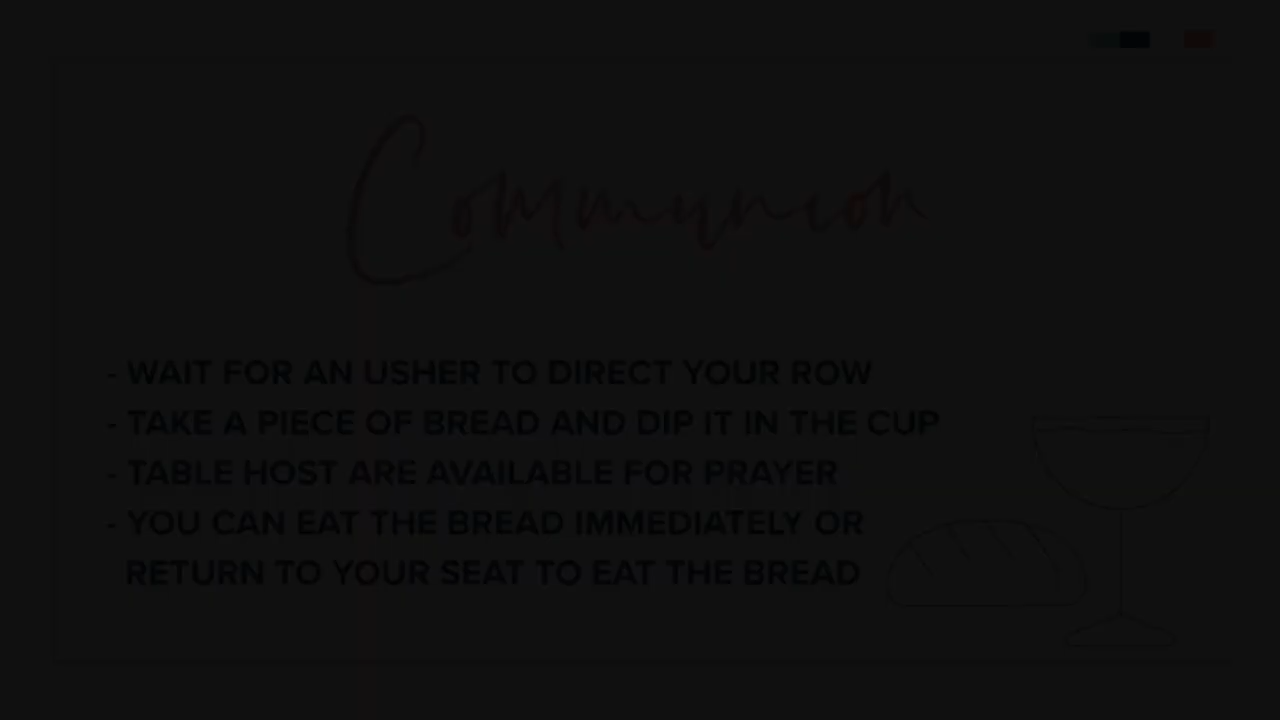 Communion
- WAIT FOR AN USHER TO DIRECT YOUR ROW
- TAKE A PIECE OF BREAD AND DIP IT IN THE CUP
- TABLE HOST ARE AVAILABLE FOR PRAYER
- YOU CAN EAT THE BREAD IMMEDIATELY OR
RETURN TO YOUR SEAT TO EAT THE BREAD